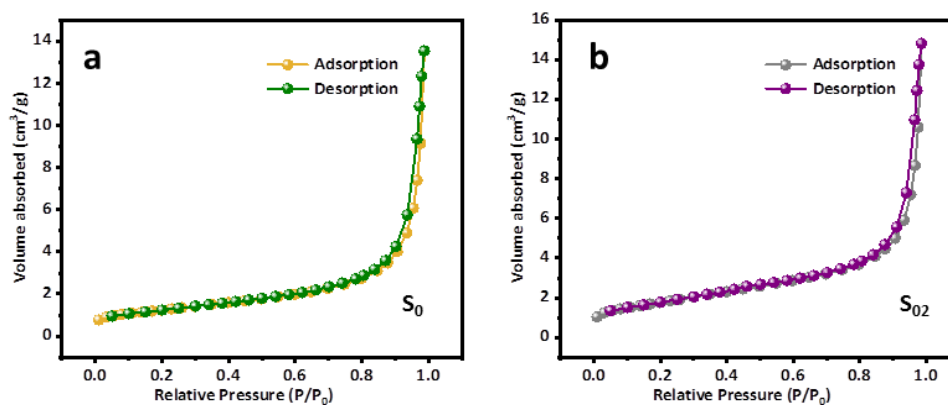 a
Adsorption
Desorption
S0
Volume absorbed (cm³/g)
14
12
10
8
6
4
2
0
0.0 0.2 0.4 0.6 0.8 1.0
Relative Pressure (P/P0)
b
Adsorption
Desorption
S02
Volume absorbed (cm³/g)
16
14
12
10
8
6
4
2
0
0.0 0.2 0.4 0.6 0.8 1.0
Relative Pressure (P/P0)